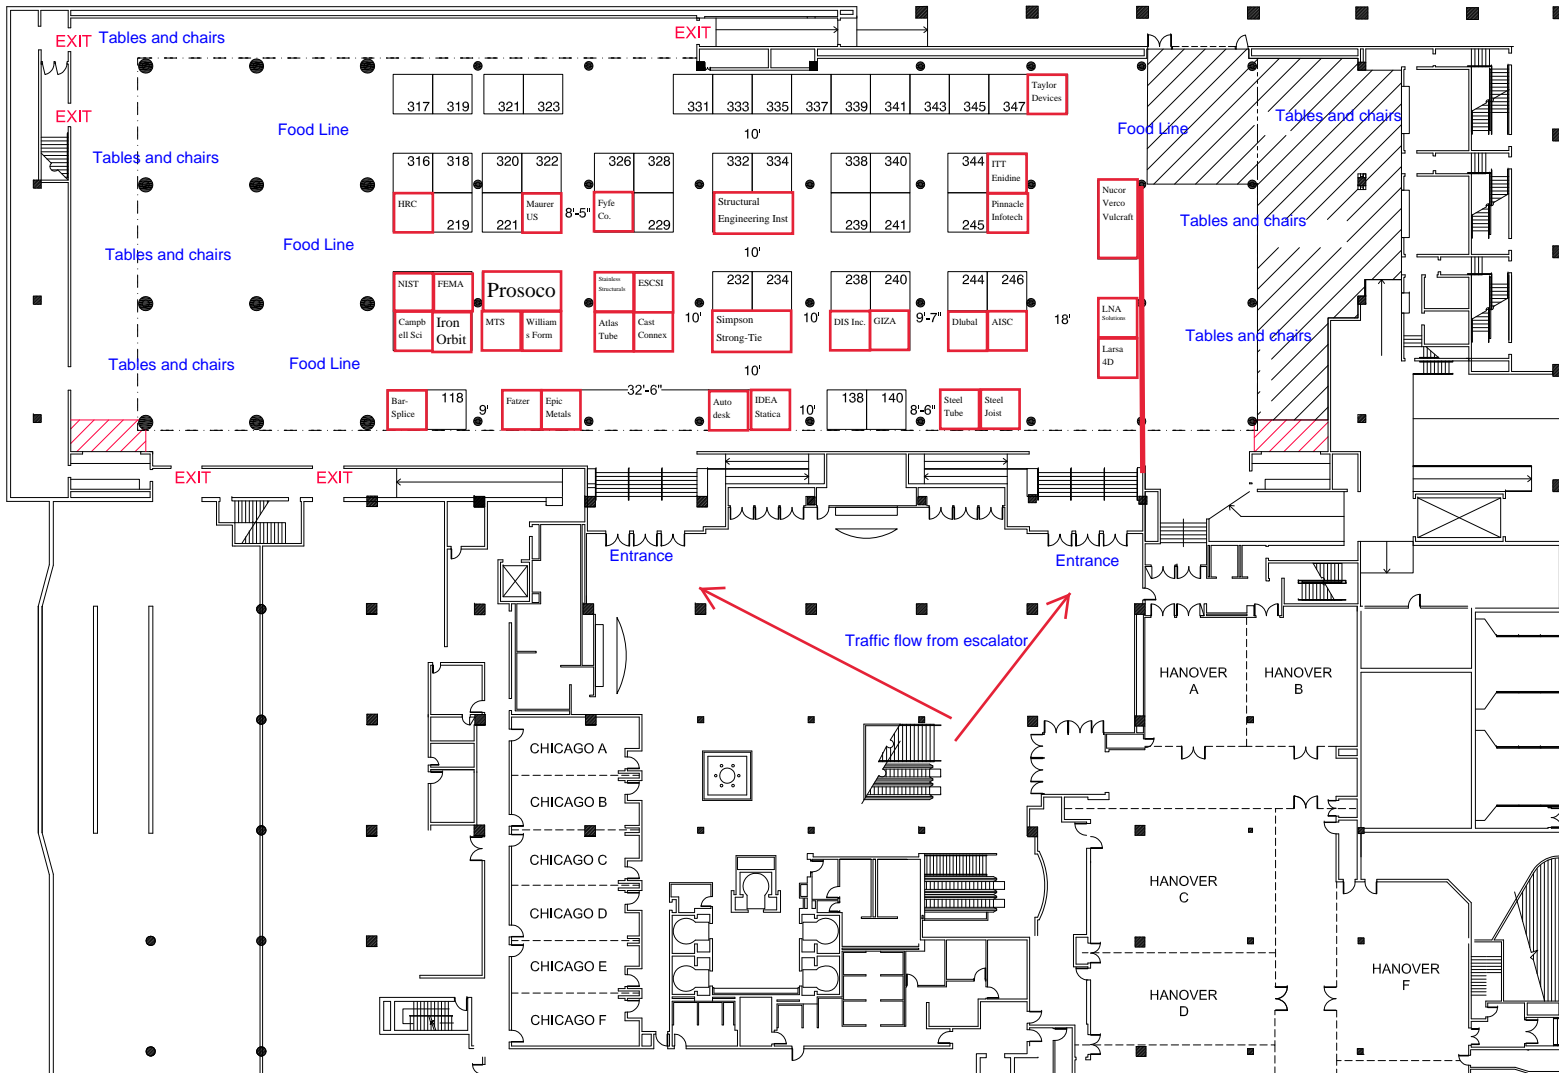 EXIT
Tables and chairs
EXIT
317 319 321 323 331 333 335 337 339 341 343 345 347
Taylor
Devices
EXIT
Food Line
10'
Food Line
Tables and chairs
Tables and chairs
316 318 320 322 326 328 332 334 338 340 344
ITT
Enidine
HRC
219 221
Maurer
US
8'-5"
Fyfe
Co.
229
Structural
Engineering Inst
239 241 245
Pinnacle
Infotech
Nucor
Verco
Vulcraft
Tables and chairs
Tables and chairs
Food Line
10'
NIST
FEMA
Prosoco
Stainless
Structurals
ESCSI
232 234 238 240 244 246
Campb
ell Sci
Iron
Orbit
MTS
William
s Form
Atlas
Tube
Cast
Connex
10'
Simpson
Strong-Tie
10'
DIS Inc.
GIZA
9'-7"
Dlubal
AISC
18'
LNA
Solutions
Larsa
4D
Tables and chairs
Tables and chairs
Food Line
10'
Bar-
Splice
118
9'
Fatzer
Epic
Metals
32'-6"
Auto
desk
IDEA
Statica
10'
138 140
8'-6"
Steel
Tube
Steel
Joist
EXIT
EXIT
Entrance
Entrance
Traffic flow from escalator
HANOVER
A
HANOVER
B
CHICAGO A
CHICAGO B
CHICAGO C
CHICAGO D
CHICAGO E
CHICAGO F
HANOVER
C
HANOVER
D
HANOVER
F